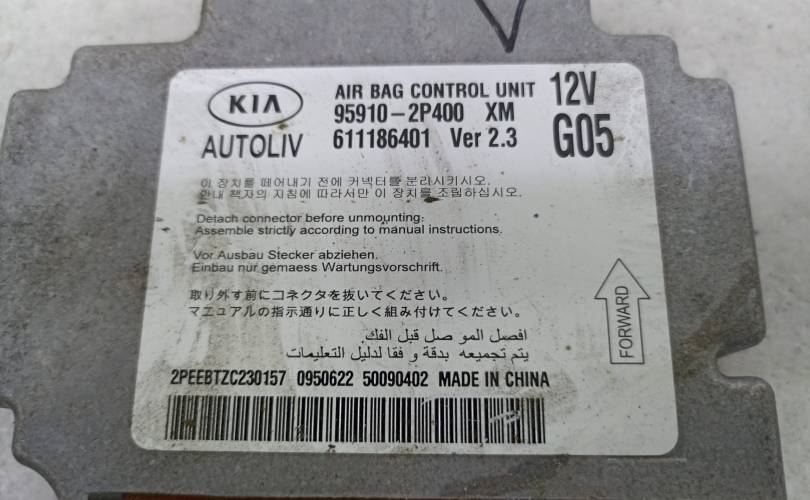 KIA AIR BAG CONTROL UNIT 12V
95910-2P400 XM
AUTOLIV 611186401 Ver 2.3 G05
이 장치를 떼어내기 전에 커넥터를 분리시키시오.
안내 책자의 지침에 따라서만 이 장치를 조립하십시오.
Detach connector before unmounting:
Assemble strictly according to manual instructions.
Vor Ausbau Stecker abziehen.
Einbau nur gemaess Wartungsvorschrift.
取り外す前にコネクタを抜いてください。
マニュアルの指示通りに正しく組み付けてください。
افصل الموصل قبل الفك.
يتم تجميعه بدقة و فقا لدليل التعليمات
FORWARD
2PEEBTZC230157 0950622 50090402 MADE IN CHINA